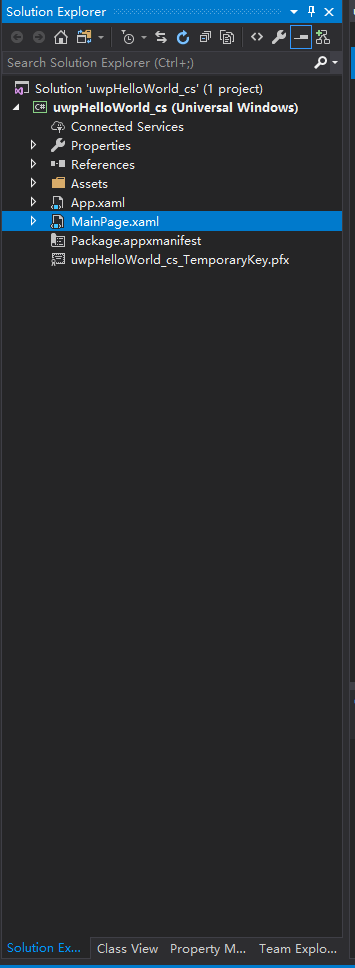 Solution Explorer
Search Solution Explorer (Ctrl+;)
Solution 'uwpHelloWorld_cs' (1 project)
C# uwpHelloWorld_cs (Universal Windows)
Connected Services
Properties
References
Assets
App.xaml
MainPage.xaml
Package.appxmanifest
uwpHelloWorld_cs_TemporaryKey.pfx
Solution Ex... Class View Property M... Team Explo...